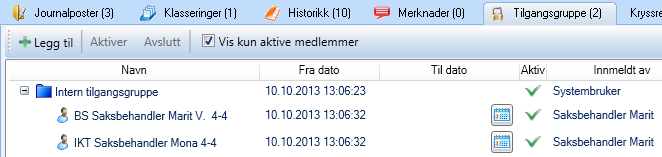 Journalposter (3) Klasseringer (1) Historikk (10) Merknader (0) Tilgangsgruppe (2) Kryssre
Legg til Aktiver Avslutt Vis kun aktive medlemmer
Navn Fra dato Til dato Aktiv Innmeldt av
Intern tilgangsgruppe 10.10.2013 13:06:23 Systembruker
BS Saksbehandler Marit V. 4-4 10.10.2013 13:06:32 Saksbehandler Marit
IKT Saksbehandler Mona 4-4 10.10.2013 13:06:32 Saksbehandler Marit